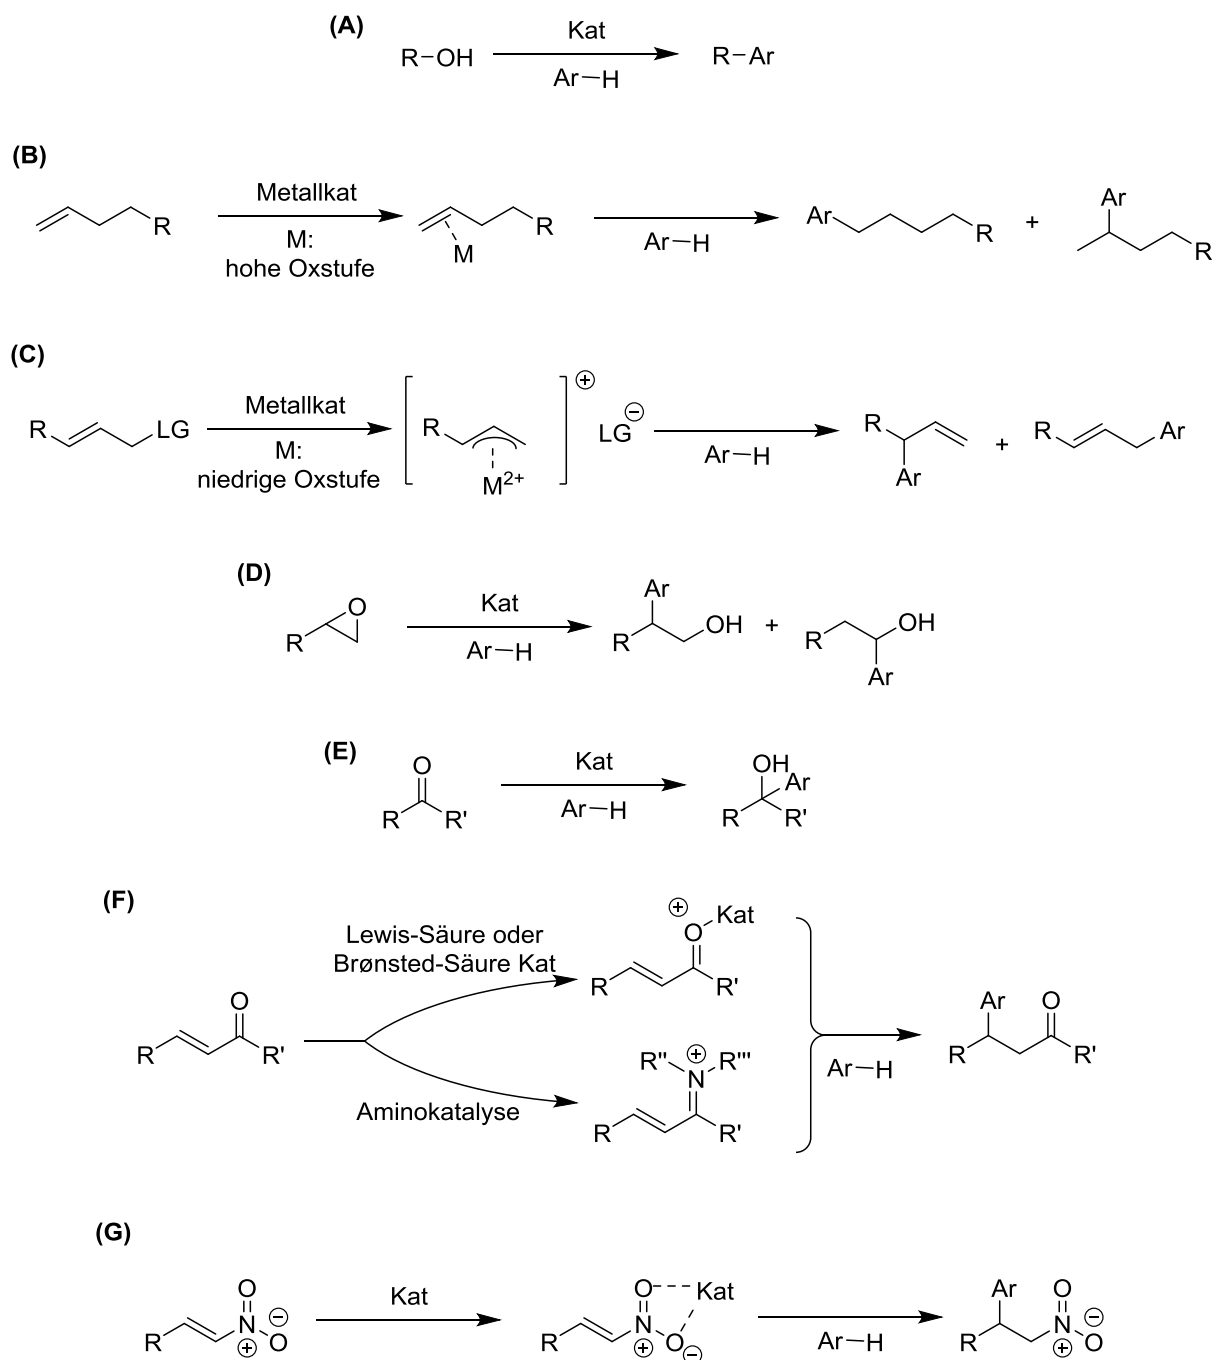 (A)
R–OH Kat Ar–H R–Ar
(B)
R Metallkat M: hohe Oxstufe M R Ar–H Ar R + Ar R
(C)
R LG Metallkat M: niedrige Oxstufe R M2+ ⊕ LG⊖ Ar–H R Ar + R Ar
(D)
R O Kat Ar–H Ar R OH + R OH Ar
(E)
O R R' Kat Ar–H OH Ar R R'
(F)
Lewis-Säure oder
Brønsted-Säure Kat
⊕ Kat
O
R R'
O
R R'
Ar–H
Ar O
R R'
Aminokatalyse
R'' ⊕ R'''
N
R R'
(G)
O
R N⊕ O⊖
Kat
O Kat
R N⊕ O⊖
Ar–H
Ar O
R N⊕ O⊖